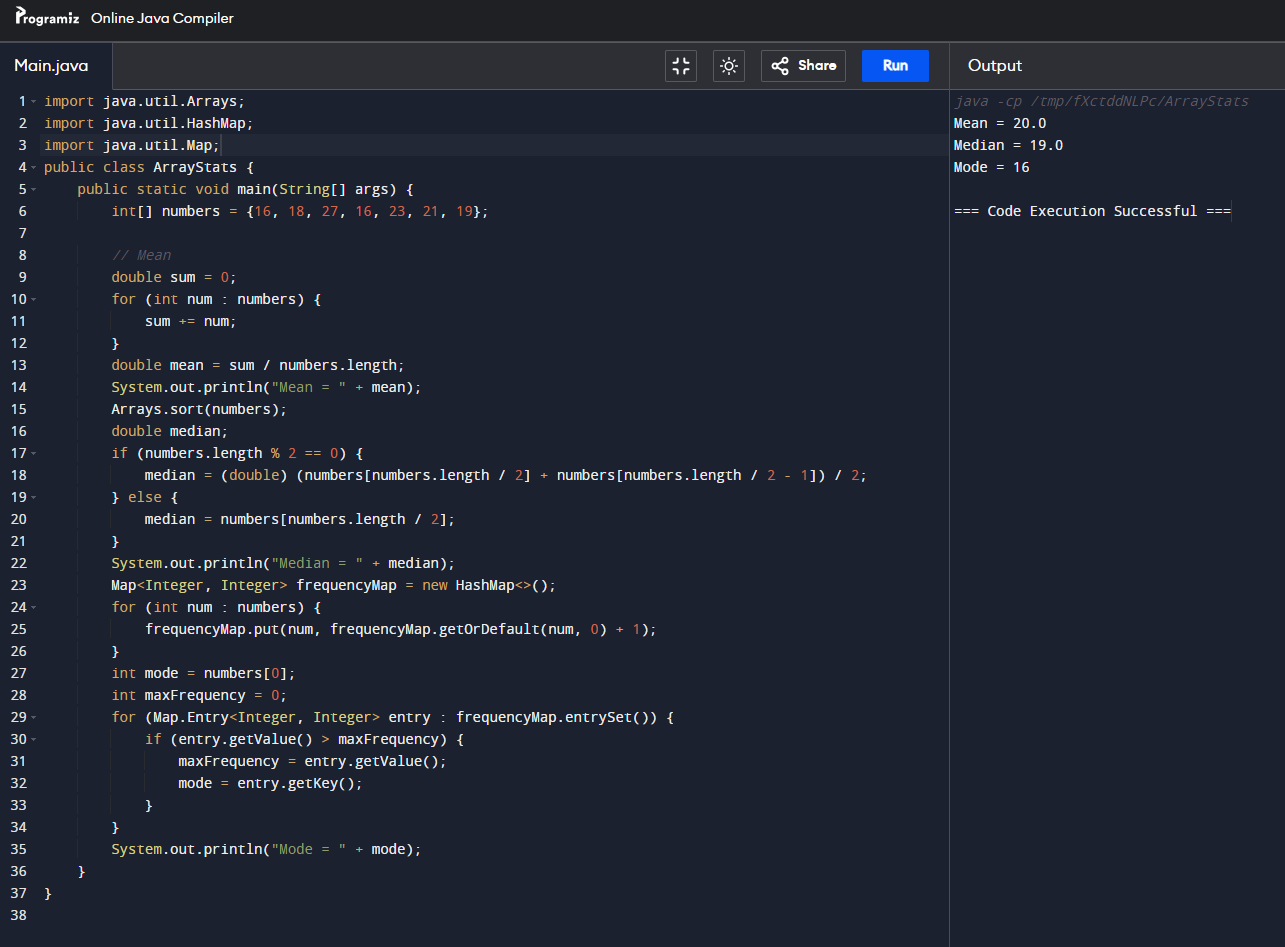 Programiz Online Java Compiler
Main.java
Share
Run
Output
1 import java.util.Arrays;
2 import java.util.HashMap;
3 import java.util.Map;
4 public class ArrayStats {
5     public static void main(String[] args) {
6         int[] numbers = {16, 18, 27, 16, 23, 21, 19};
7
8         // Mean
9         double sum = 0;
10         for (int num : numbers) {
11             sum += num;
12         }
13         double mean = sum / numbers.length;
14         System.out.println("Mean = " + mean);
15         Arrays.sort(numbers);
16         double median;
17         if (numbers.length % 2 == 0) {
18             median = (double) (numbers[numbers.length / 2] + numbers[numbers.length / 2 - 1]) / 2;
19         } else {
20             median = numbers[numbers.length / 2];
21         }
22         System.out.println("Median = " + median);
23         Map<Integer, Integer> frequencyMap = new HashMap<>();
24         for (int num : numbers) {
25             frequencyMap.put(num, frequencyMap.getOrDefault(num, 0) + 1);
26         }
27         int mode = numbers[0];
28         int maxFrequency = 0;
29         for (Map.Entry<Integer, Integer> entry : frequencyMap.entrySet()) {
30             if (entry.getValue() > maxFrequency) {
31                 maxFrequency = entry.getValue();
32                 mode = entry.getKey();
33             }
34         }
35         System.out.println("Mode = " + mode);
36     }
37 }
38
java -cp /tmp/fXctddNLPc/ArrayStats
Mean = 20.0
Median = 19.0
Mode = 16
=== Code Execution Successful ===